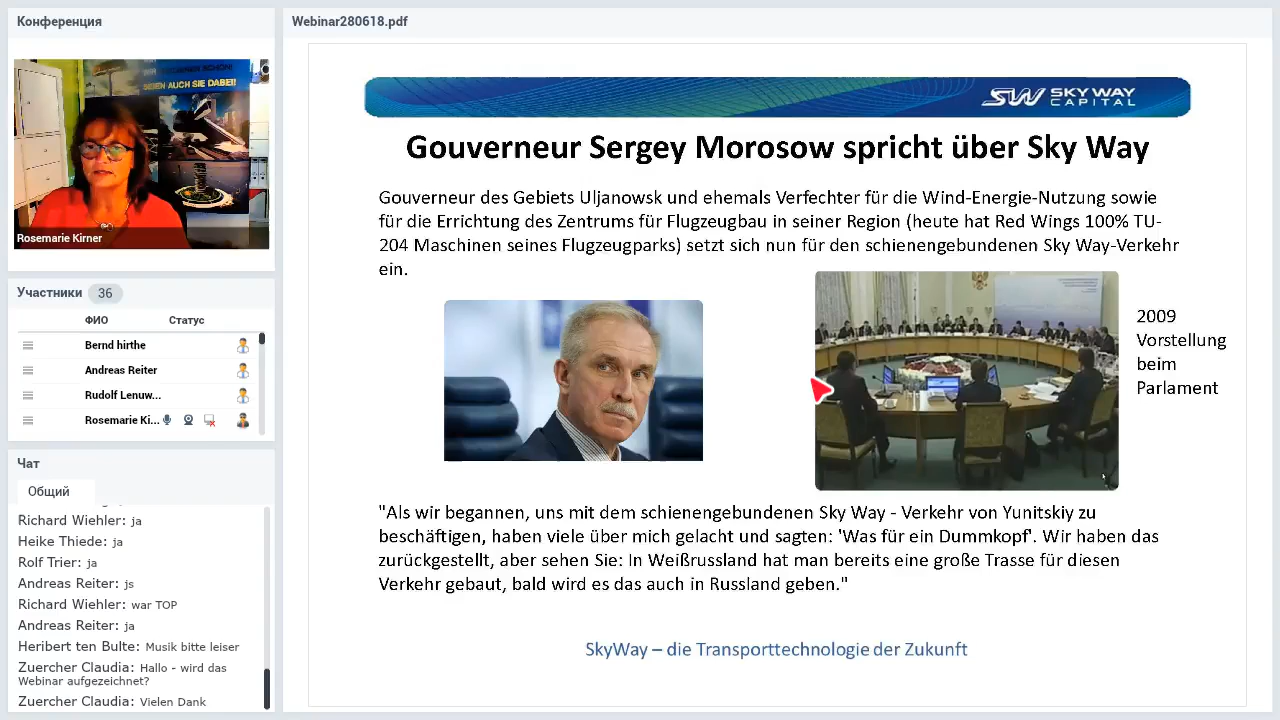 Конференция
SEIEN AUCH SIE DABEI!
Rosemarie Kirner
Участники 36
ФИО Статус
Bernd hirthe
Andreas Reiter
Rudolf Lenuw...
Rosemarie Ki...
Чат
Общий
Richard Wiehler: ja
Heike Thiede: ja
Rolf Trier: ja
Andreas Reiter: js
Richard Wiehler: war TOP
Andreas Reiter: ja
Heribert ten Bulte: Musik bitte leiser
Zuercher Claudia: Hallo - wird das
Webinar aufgezeichnet?
Zuercher Claudia: Vielen Dank
Webinar280618.pdf
SW SKY WAY
CAPITAL
Gouverneur Sergey Morosow spricht über Sky Way
Gouverneur des Gebiets Uljanowsk und ehemals Verfechter für die Wind-Energie-Nutzung sowie
für die Errichtung des Zentrums für Flugzeugbau in seiner Region (heute hat Red Wings 100% TU-
204 Maschinen seines Flugzeugparks) setzt sich nun für den schienengebundenen Sky Way-Verkehr
ein.
2009
Vorstellung
beim
Parlament
"Als wir begannen, uns mit dem schienengebundenen Sky Way - Verkehr von Yunitskiy zu
beschäftigen, haben viele über mich gelacht und sagten: 'Was für ein Dummkopf'. Wir haben das
zurückgestellt, aber sehen Sie: In Weißrussland hat man bereits eine große Trasse für diesen
Verkehr gebaut, bald wird es das auch in Russland geben."
SkyWay – die Transporttechnologie der Zukunft